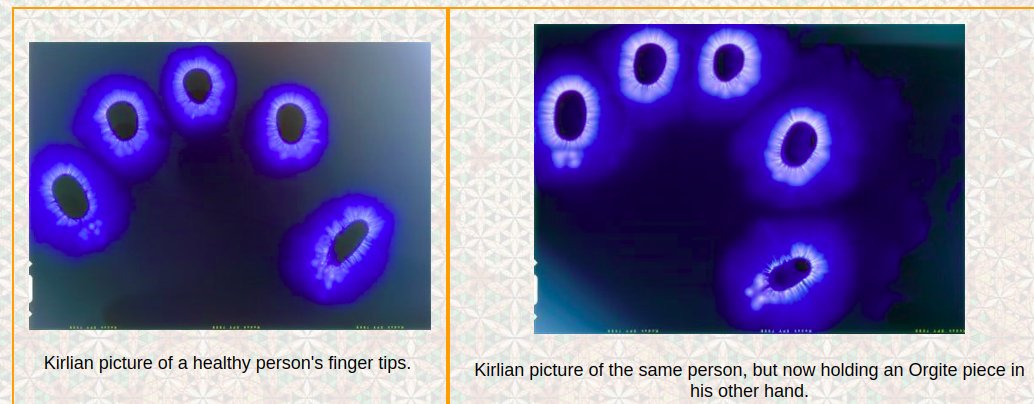 Kirlian picture of a healthy person's finger tips.
Kirlian picture of the same person, but now holding an Orgite piece in
his other hand.